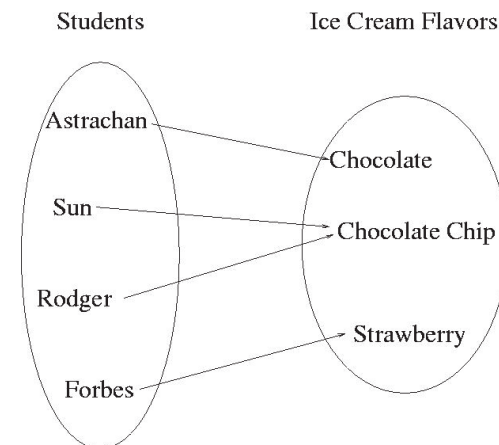 Students
Ice Cream Flavors
Astrachan
Chocolate
Sun
Chocolate Chip
Rodger
Strawberry
Forbes